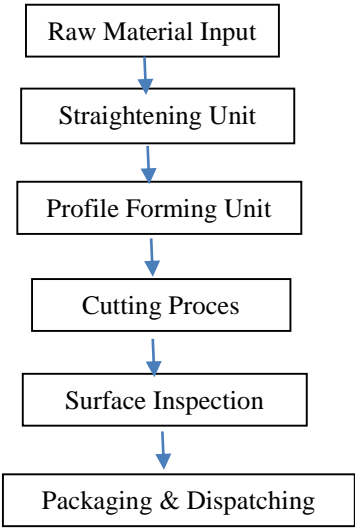 Raw Material Input
Straightening Unit
Profile Forming Unit
Cutting Proces
Surface Inspection
Packaging & Dispatching